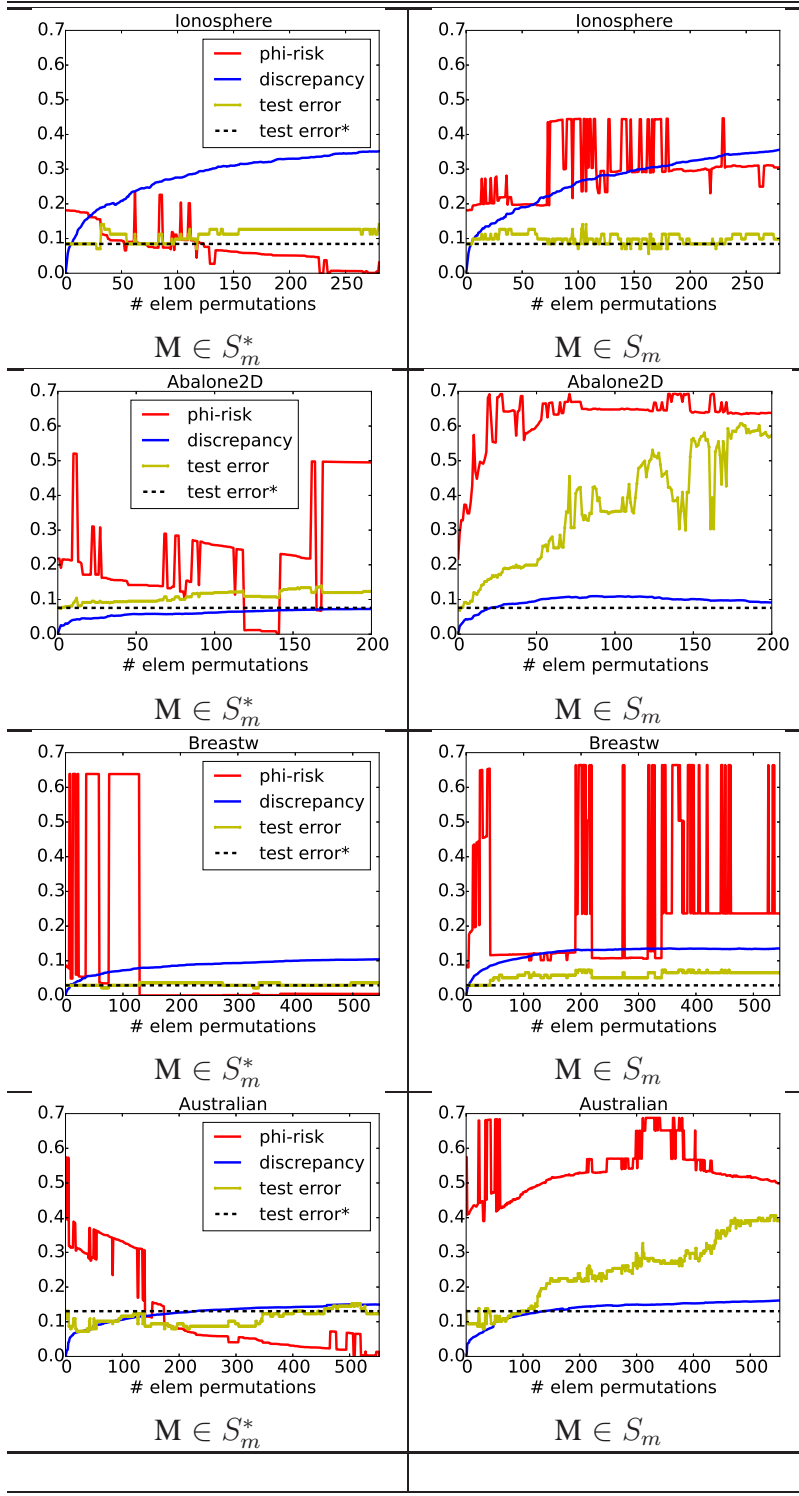 Ionosphere
0.7
0.6
0.5
0.4
0.3
0.2
0.1
0.0
phi-risk
discrepancy
test error
test error*
0 50 100 150 200 250
# elem permutations
M ∈ S*m
Ionosphere
0.7
0.6
0.5
0.4
0.3
0.2
0.1
0.0
0 50 100 150 200 250
# elem permutations
M ∈ Sm
Abalone2D
0.7
0.6
0.5
0.4
0.3
0.2
0.1
0.0
phi-risk
discrepancy
test error
test error*
0 50 100 150 200
# elem permutations
M ∈ S*m
Abalone2D
0.7
0.6
0.5
0.4
0.3
0.2
0.1
0.0
0 50 100 150 200
# elem permutations
M ∈ Sm
Breastw
0.7
0.6
0.5
0.4
0.3
0.2
0.1
0.0
phi-risk
discrepancy
test error
test error*
0 100 200 300 400 500
# elem permutations
M ∈ S*m
Breastw
0.7
0.6
0.5
0.4
0.3
0.2
0.1
0.0
0 100 200 300 400 500
# elem permutations
M ∈ Sm
Australian
0.7
0.6
0.5
0.4
0.3
0.2
0.1
0.0
phi-risk
discrepancy
test error
test error*
0 100 200 300 400 500
# elem permutations
M ∈ S*m
Australian
0.7
0.6
0.5
0.4
0.3
0.2
0.1
0.0
0 100 200 300 400 500
# elem permutations
M ∈ Sm